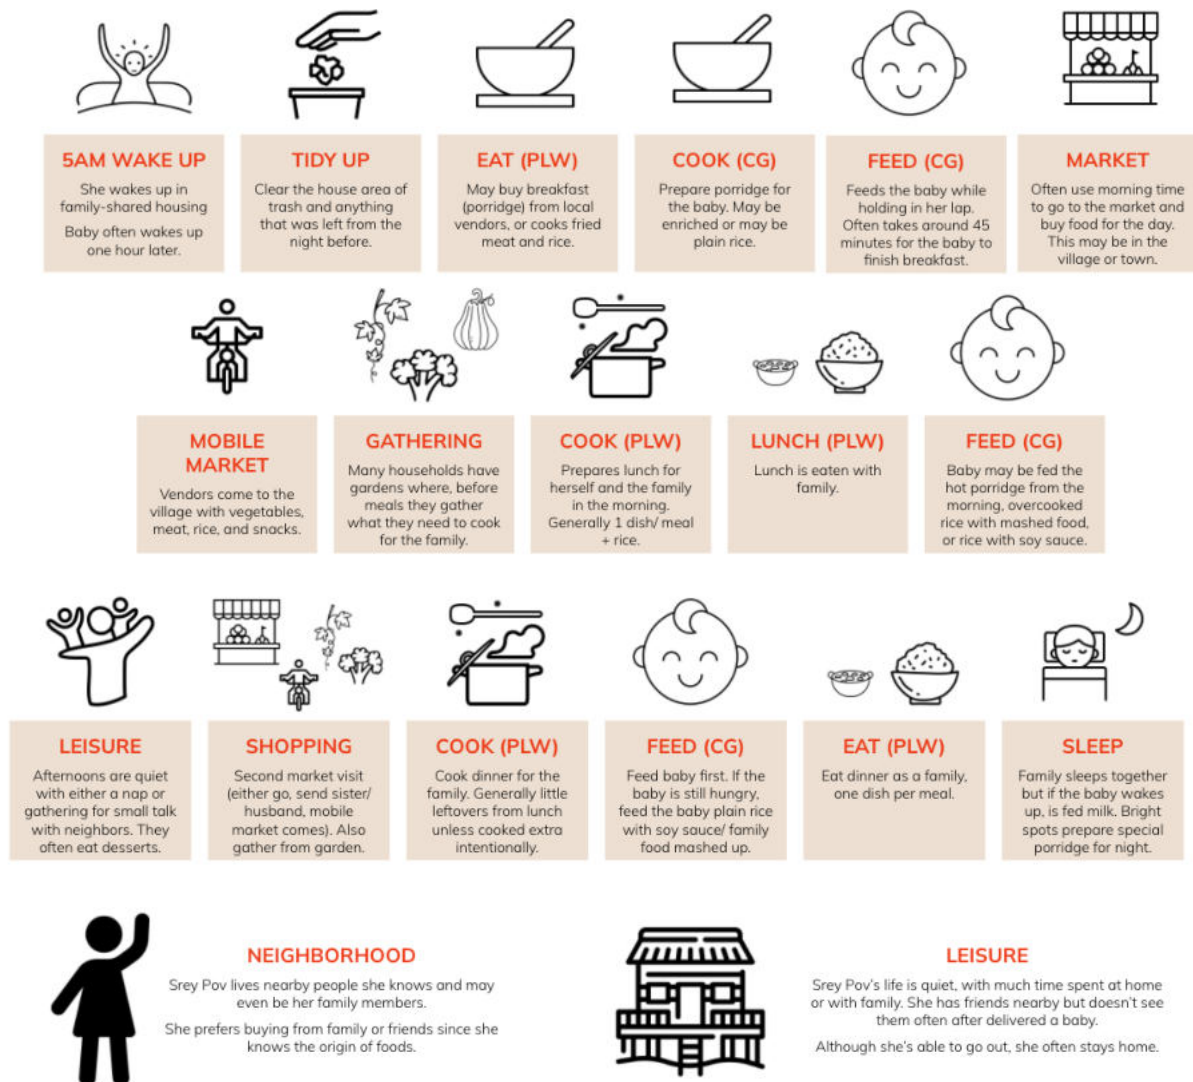 5AM WAKE UP
She wakes up in
family-shared housing
Baby often wakes up
one hour later.
TIDY UP
Clear the house area of
trash and anything
that was left from the
night before.
EAT (PLW)
May buy breakfast
(porridge) from local
vendors, or cooks fried
meat and rice.
COOK (CG)
Prepare porridge for
the baby. May be
enriched or may be
plain rice.
FEED (CG)
Feeds the baby while
holding in her lap.
Often takes around 45
minutes for the baby to
finish breakfast.
MARKET
Often use morning time
to go to the market and
buy food for the day.
This may be in the
village or town.
MOBILE
MARKET
Vendors come to the
village with vegetables,
meat, rice, and snacks.
GATHERING
Many households have
gardens where, before
meals they gather
what they need to cook
for the family.
COOK (PLW)
Prepares lunch for
herself and the family
in the morning.
Generally 1 dish/ meal
+ rice.
LUNCH (PLW)
Lunch is eaten with
family.
FEED (CG)
Baby may be fed the
hot porridge from the
morning, overcooked
rice with mashed food,
or rice with soy sauce.
LEISURE
Afternoons are quiet
with either a nap or
gathering for small talk
with neighbors. They
often eat desserts.
SHOPPING
Second market visit
(either go, send sister/
husband, mobile
market comes). Also
gather from garden.
COOK (PLW)
Cook dinner for the
family. Generally little
leftovers from lunch
unless cooked extra
intentionally.
FEED (CG)
Feed baby first. If the
baby is still hungry,
feed the baby plain rice
with soy sauce/ family
food mashed up.
EAT (PLW)
Eat dinner as a family,
one dish per meal.
SLEEP
Family sleeps together
but if the baby wakes
up, is fed milk. Bright
spots prepare special
porridge for night.
NEIGHBORHOOD
Srey Pov lives nearby people she knows and may
even be her family members.
She prefers buying from family or friends since she
knows the origin of foods.
LEISURE
Srey Pov's life is quiet, with much time spent at home
or with family. She has friends nearby but doesn't see
them often after delivered a baby.
Although she's able to go out, she often stays home.